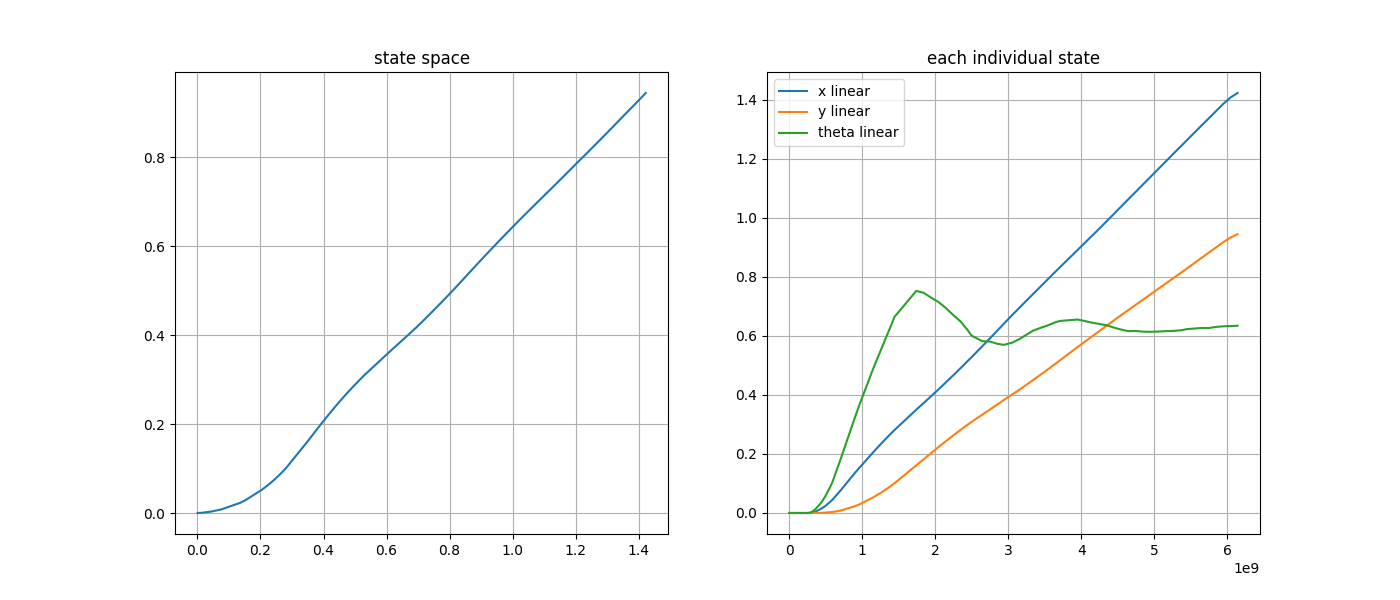 state space
0.8
0.6
0.4
0.2
0.0
0.0 0.2 0.4 0.6 0.8 1.0 1.2 1.4
each individual state
x linear
y linear
theta linear
1.4
1.2
1.0
0.8
0.6
0.4
0.2
0.0
0 1 2 3 4 5 6
1e9